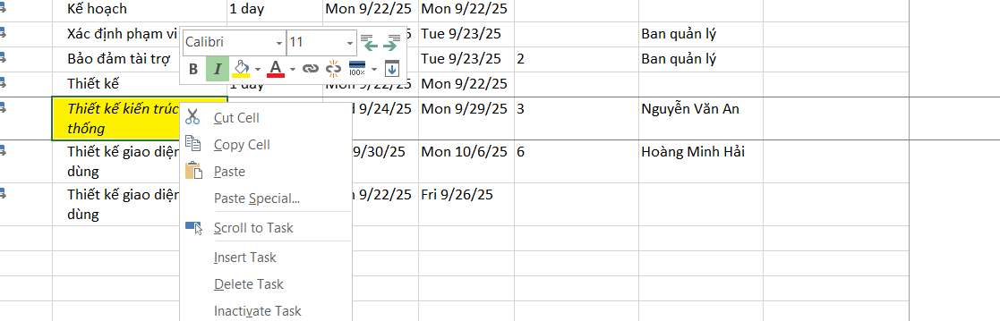 Kế hoạch 1 day Mon 9/22/25 Mon 9/22/25
Xác định phạm vi Tue 9/23/25 Ban quản lý
Calibri 11
Bảo đảm tài trợ Tue 9/23/25 2 Ban quản lý
B I A 100%
Thiết kế 1 day Mon 9/22/25 Mon 9/22/25
Thiết kế kiến trúc 9/24/25 Mon 9/29/25 3 Nguyễn Văn An
thống
Cut Cell
Copy Cell
Thiết kế giao diện 9/30/25 Mon 10/6/25 6 Hoàng Minh Hải
dùng
Paste
Thiết kế giao diện 9/22/25 Fri 9/26/25
dùng
Paste Special...
Scroll to Task
Insert Task
Delete Task
Inactivate Task